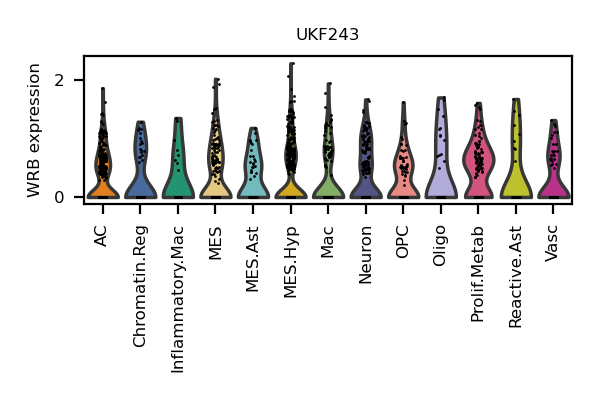 UKF243
WRB expression
2
0
AC
Chromatin.Reg
Inflammatory.Mac
MES
MES.Ast
MES.Hyp
Mac
Neuron
OPC
Oligo
Prolif.Metab
Reactive.Ast
Vasc